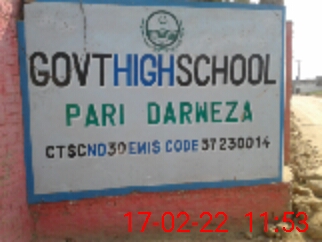 GOVT HIGH SCHOOL
PARI DARWEZA
CTSC NO 30 EMIS CODE 37230014
17-02-22 11:53